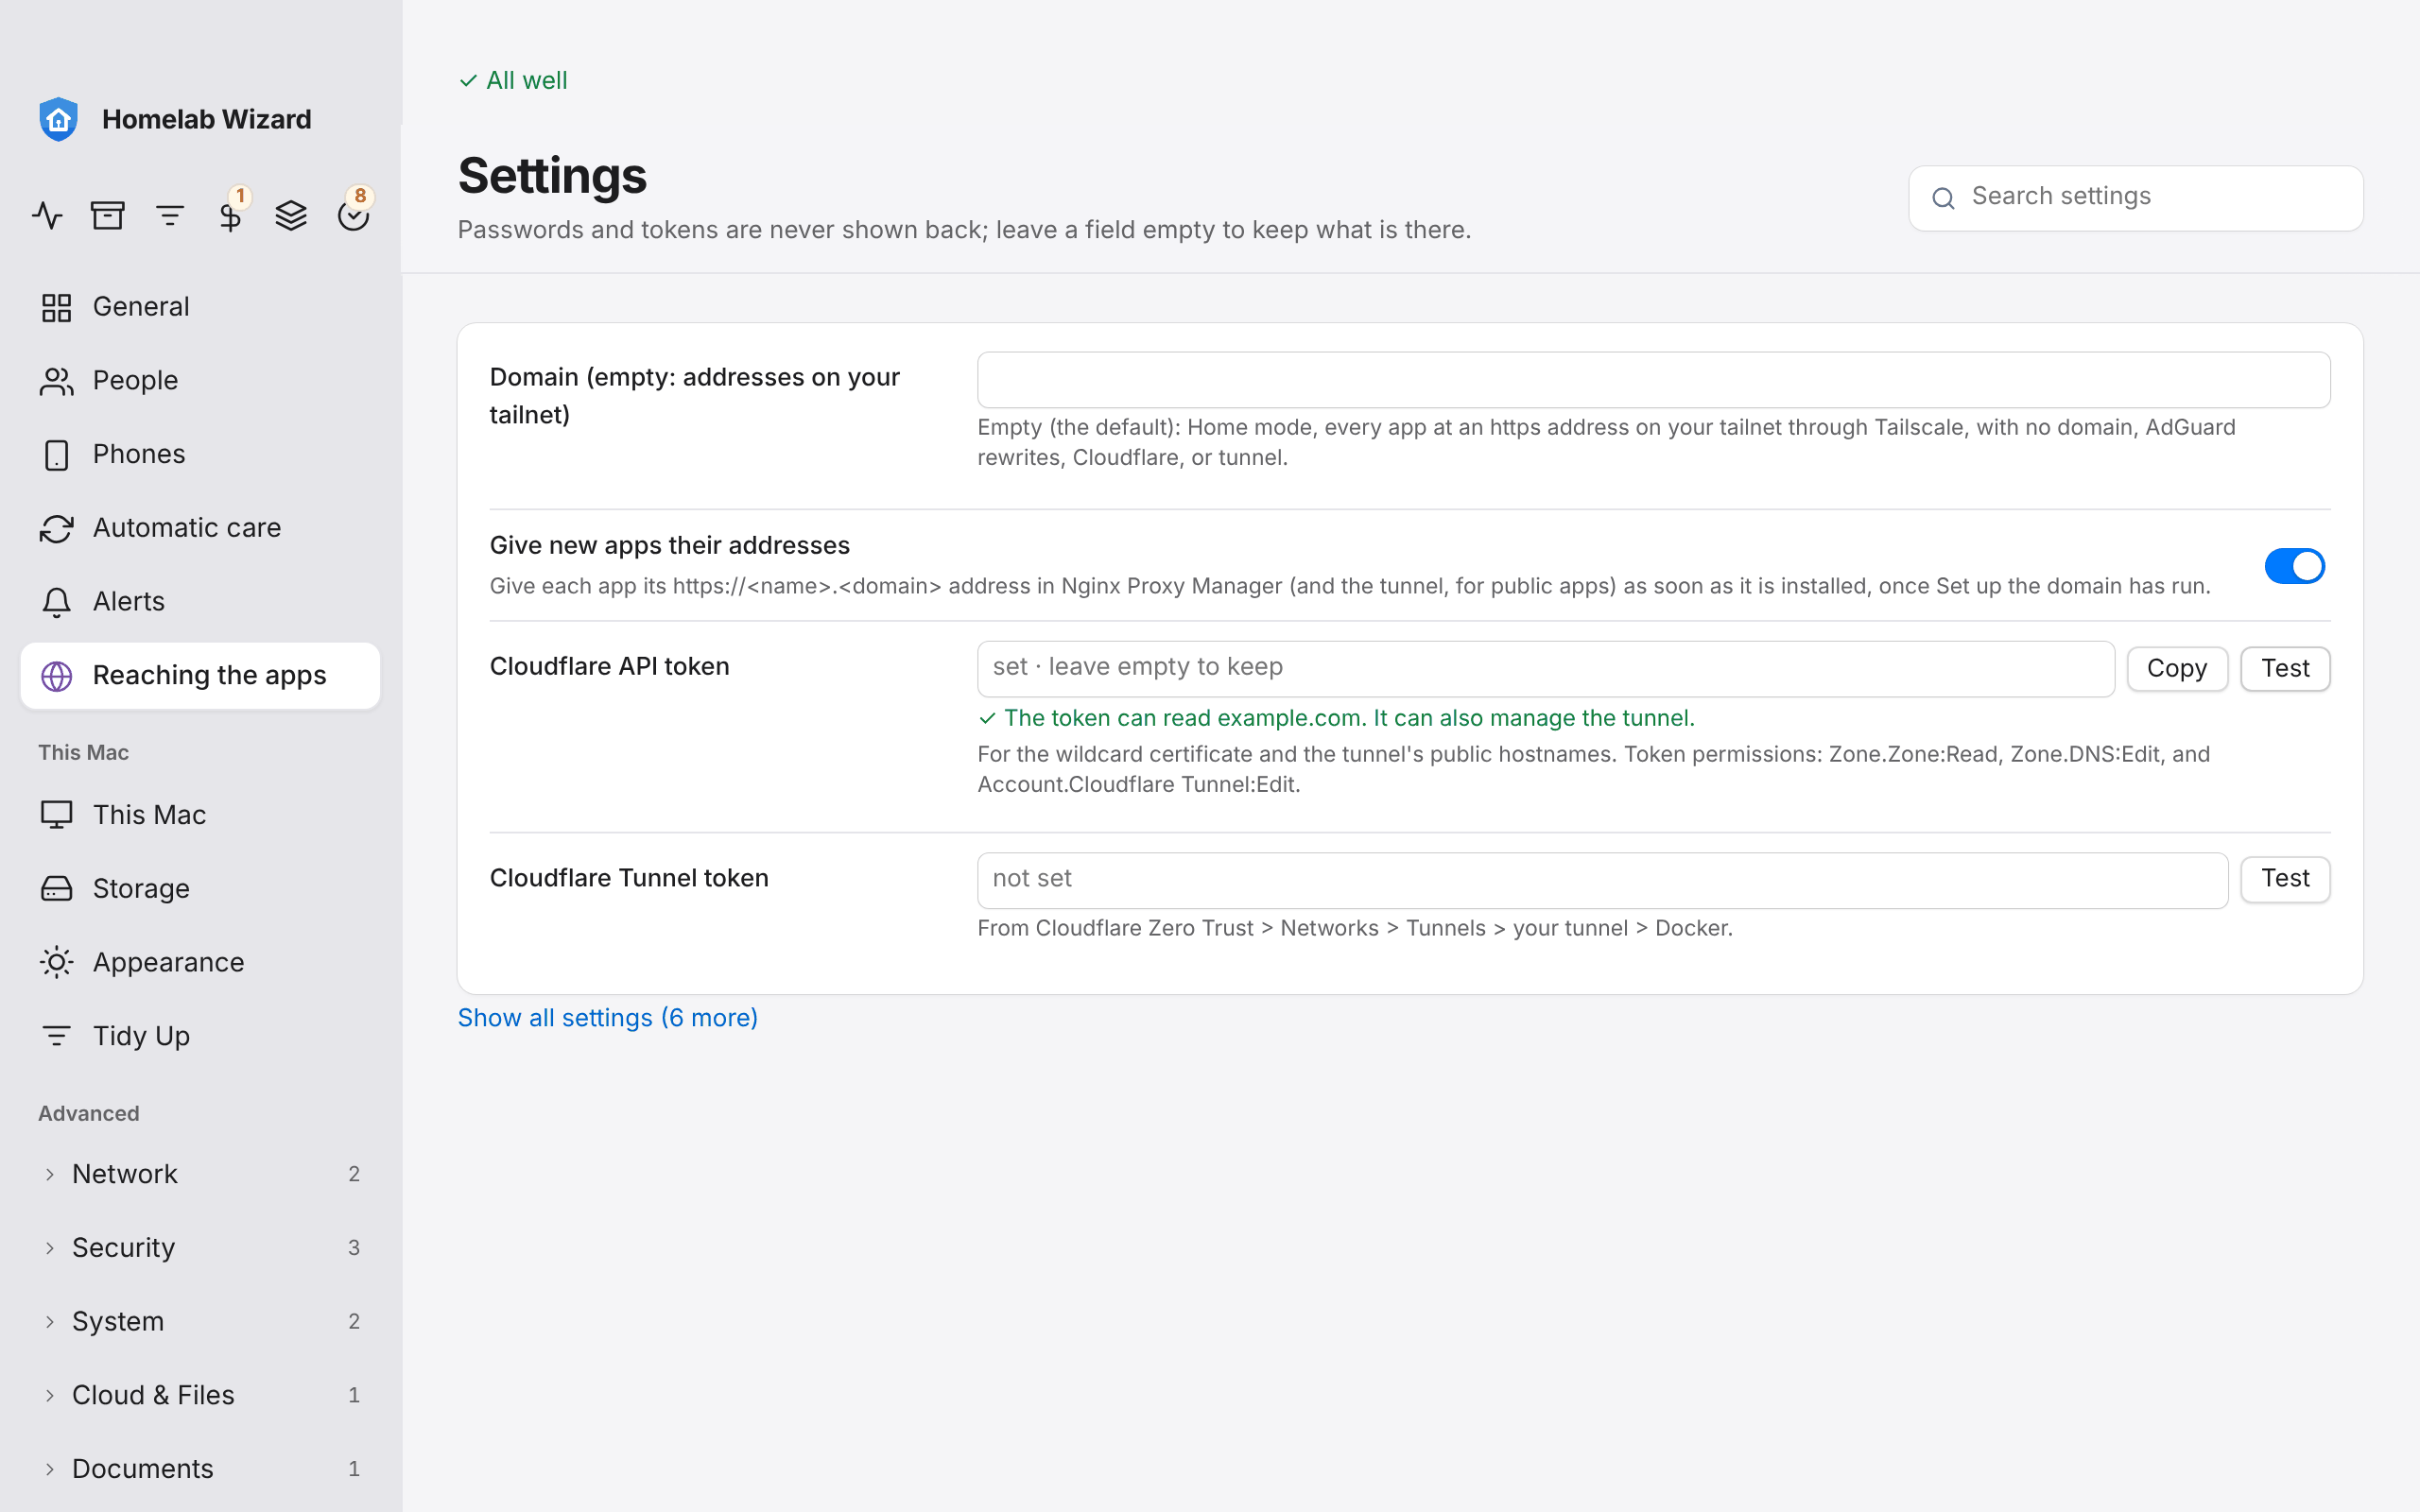 Homelab Wizard
1
8
General
People
Phones
Automatic care
Alerts
Reaching the apps
This Mac
This Mac
Storage
Appearance
Tidy Up
Advanced
Network 2
Security 3
System 2
Cloud & Files 1
Documents 1
✓ All well
Settings
Passwords and tokens are never shown back; leave a field empty to keep what is there.
Search settings
Domain (empty: addresses on your
tailnet)
Empty (the default): Home mode, every app at an https address on your tailnet through Tailscale, with no domain, AdGuard
rewrites, Cloudflare, or tunnel.
Give new apps their addresses
Give each app its https://<name>.<domain> address in Nginx Proxy Manager (and the tunnel, for public apps) as soon as it is installed, once Set up the domain has run.
Cloudflare API token
set · leave empty to keep
Copy
Test
✓ The token can read example.com. It can also manage the tunnel.
For the wildcard certificate and the tunnel's public hostnames. Token permissions: Zone.Zone:Read, Zone.DNS:Edit, and
Account.Cloudflare Tunnel:Edit.
Cloudflare Tunnel token
not set
Test
From Cloudflare Zero Trust > Networks > Tunnels > your tunnel > Docker.
Show all settings (6 more)